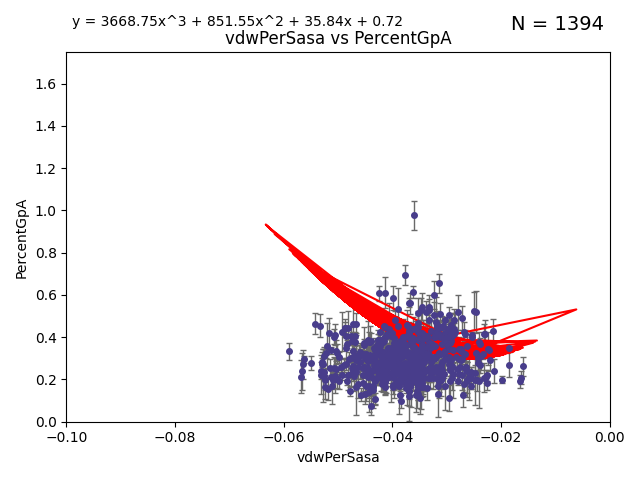 y = 3668.75x^3 + 851.55x^2 + 35.84x + 0.72
N = 1394
vdwPerSasa vs PercentGpA
PercentGpA
1.6
1.4
1.2
1.0
0.8
0.6
0.4
0.2
0.0
−0.10 −0.08 −0.06 −0.04 −0.02 0.00
vdwPerSasa